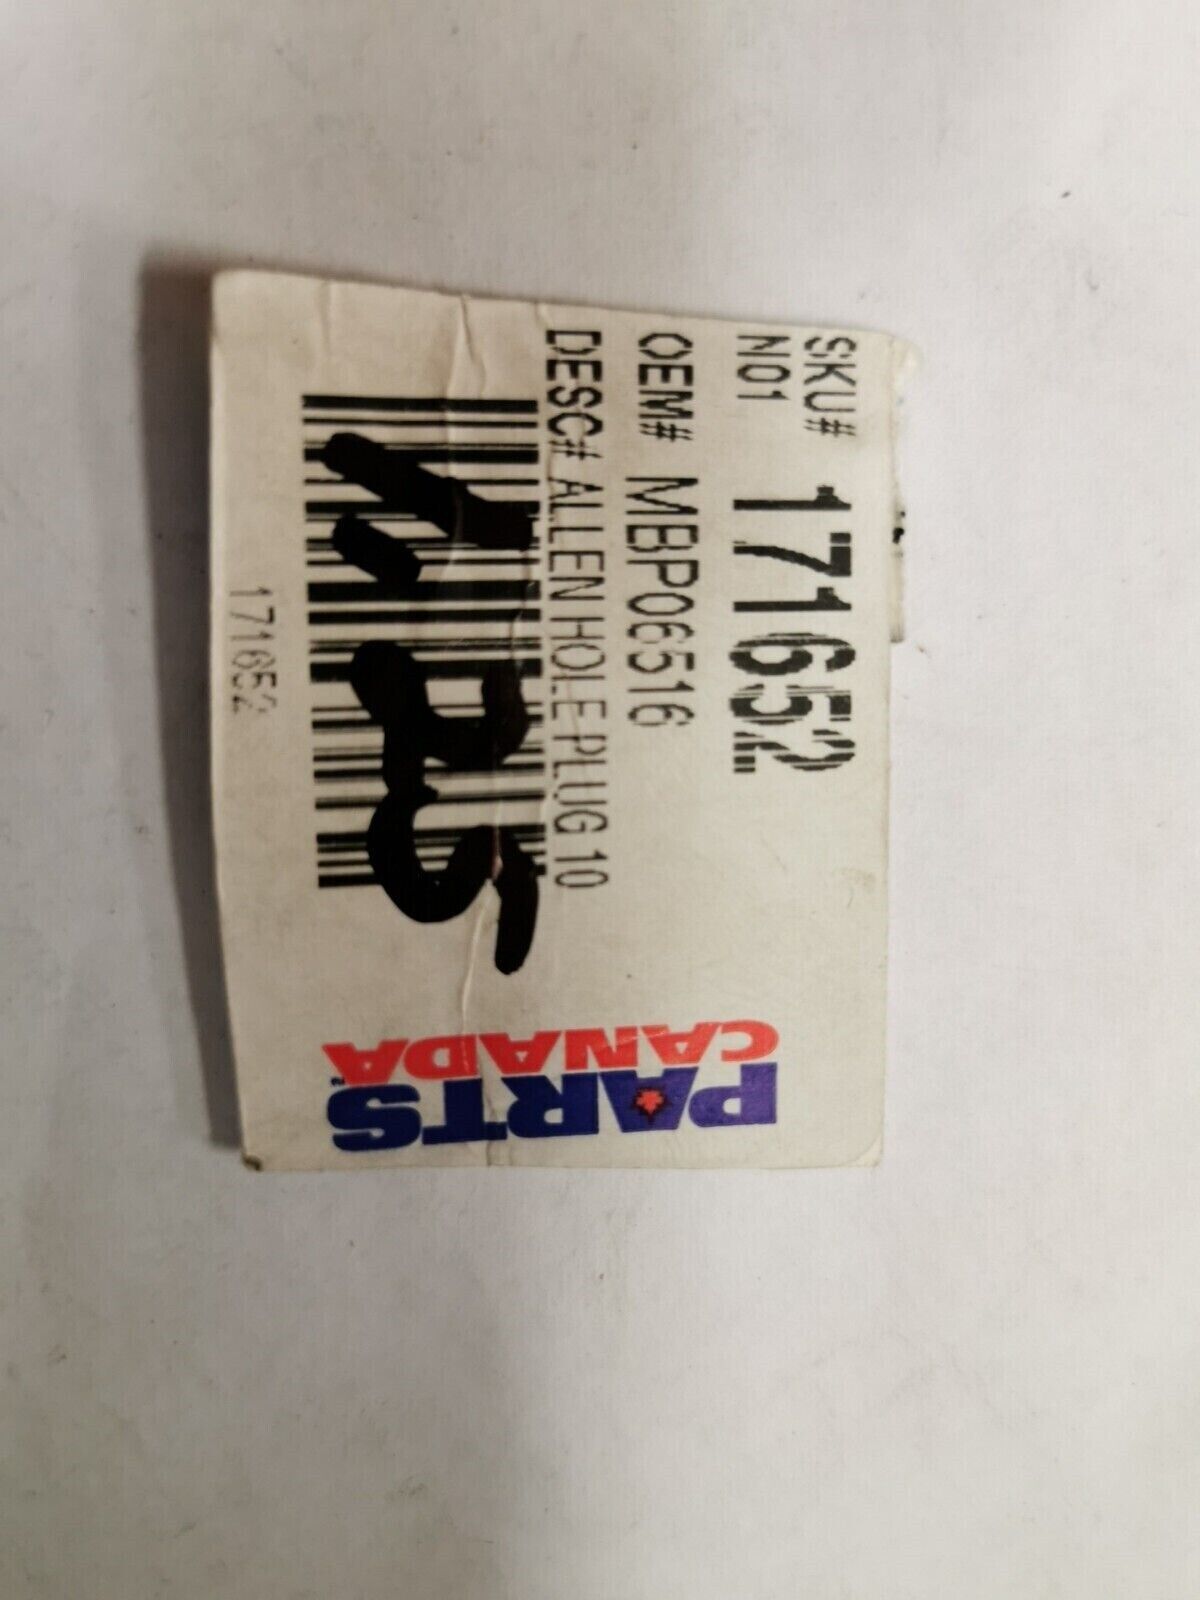 SKU# 171652
N01
OEM# MBP06516
DESC# ALLEN HOLE PLUG 10
171652
PARTS
CANADA